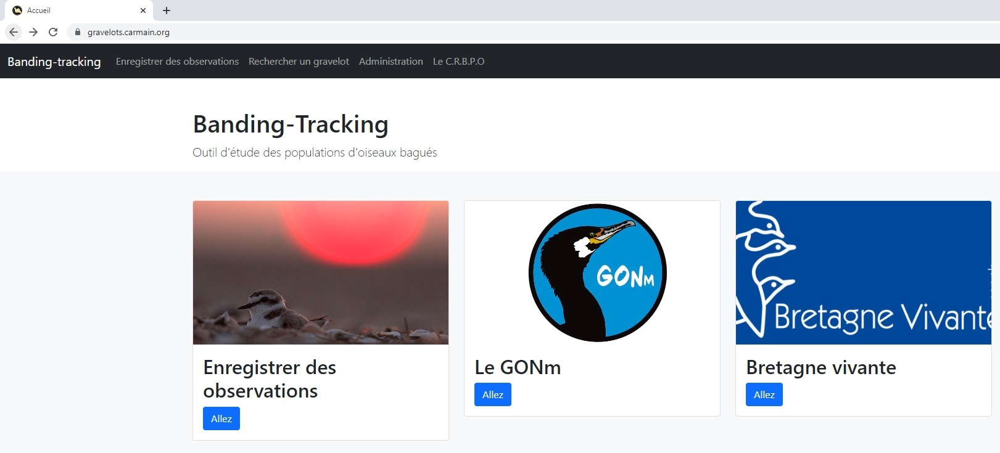 Accueil
gravelots.carmain.org
Banding-tracking Enregistrer des observations Rechercher un gravelot Administration Le C.R.B.P.O
Banding-Tracking
Outil d'étude des populations d'oiseaux bagués
GONm
Bretagne Vivante
Enregistrer des
observations
Allez
Le GONm
Allez
Bretagne vivante
Allez